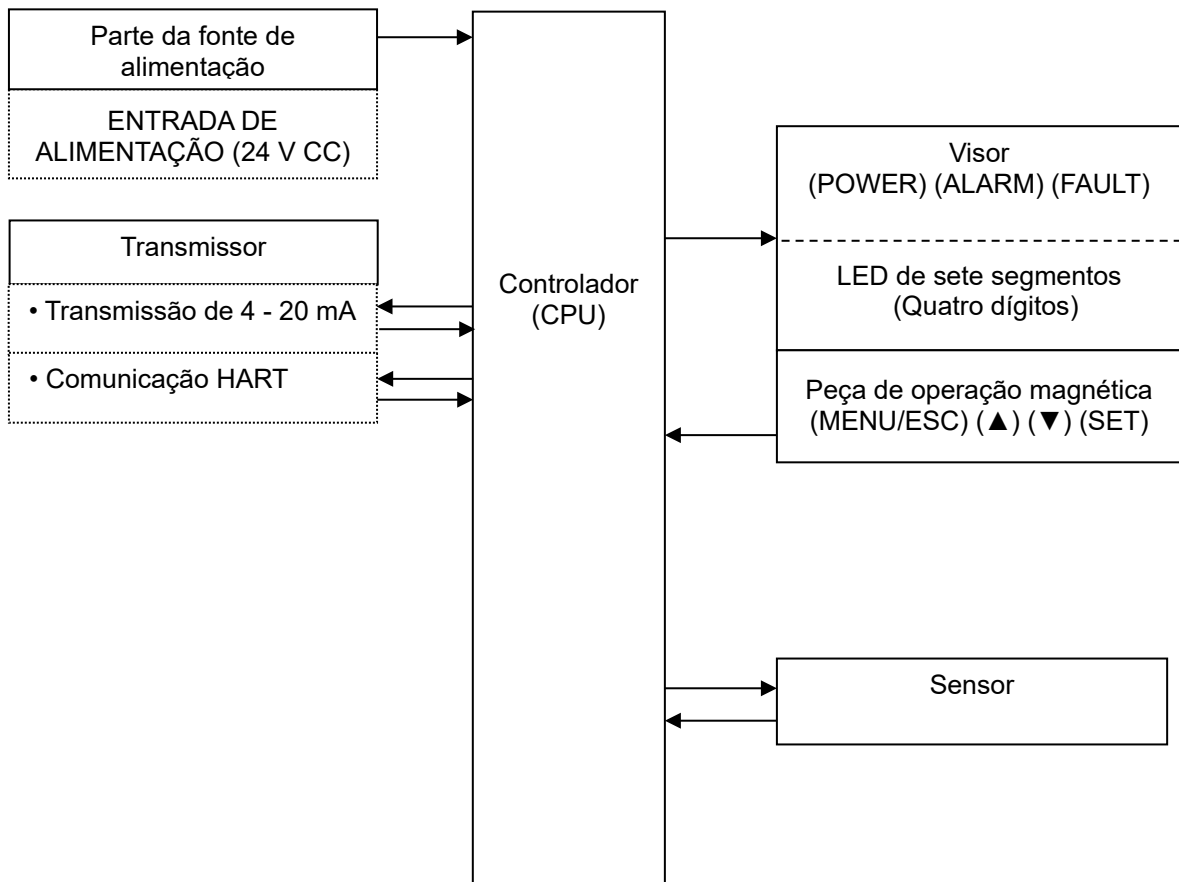 Parte da fonte de
alimentação
ENTRADA DE
ALIMENTAÇÃO (24 V CC)
Transmissor
• Transmissão de 4 - 20 mA
• Comunicação HART
Controlador
(CPU)
Visor
(POWER) (ALARM) (FAULT)
LED de sete segmentos
(Quatro dígitos)
Peça de operação magnética
(MENU/ESC) (▲) (▼) (SET)
Sensor